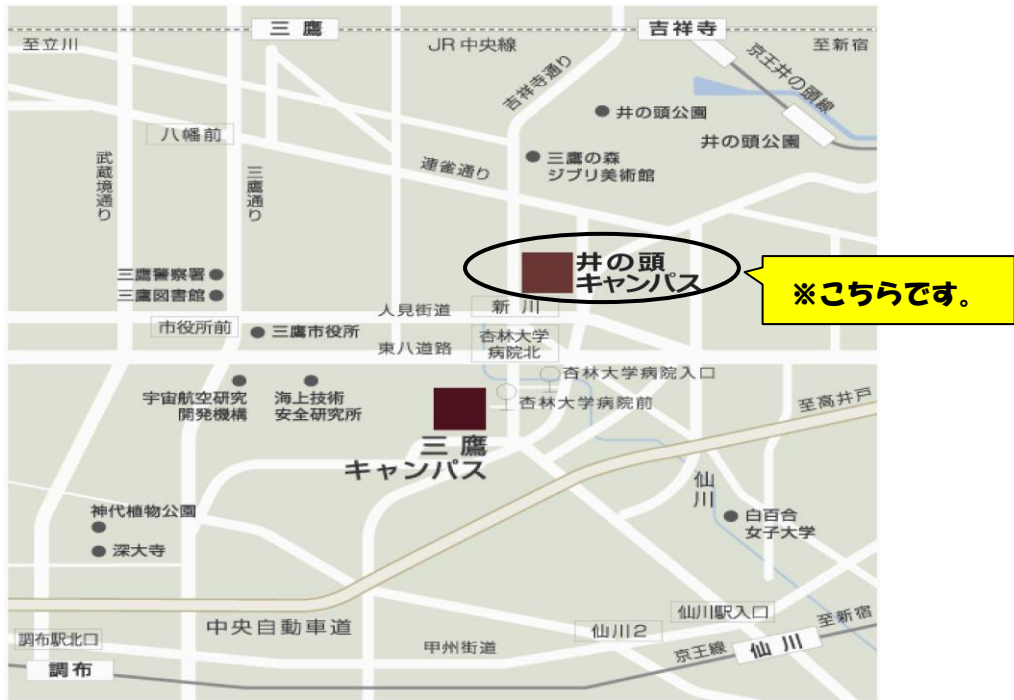 三鷹
吉祥寺
至立川
JR中央線
至新宿
吉祥寺通り
京王井の頭線
井の頭公園
井の頭公園
八幡前
三鷹の森
ジブリ美術館
連雀通り
武蔵境通り
三鷹通り
井の頭
キャンパス
※こちらです。
三鷹警察署
三鷹図書館
人見街道
新川
市役所前
三鷹市役所
東八道路
杏林大学
病院北
杏林大学病院入口
宇宙航空研究
開発機構
海上技術
安全研究所
杏林大学病院前
至高井戸
三鷹
キャンパス
仙川
神代植物公園
深大寺
白百合
女子大学
中央自動車道
仙川駅入口
至新宿
調布駅北口
甲州街道
仙川2
京王線
仙川
調布